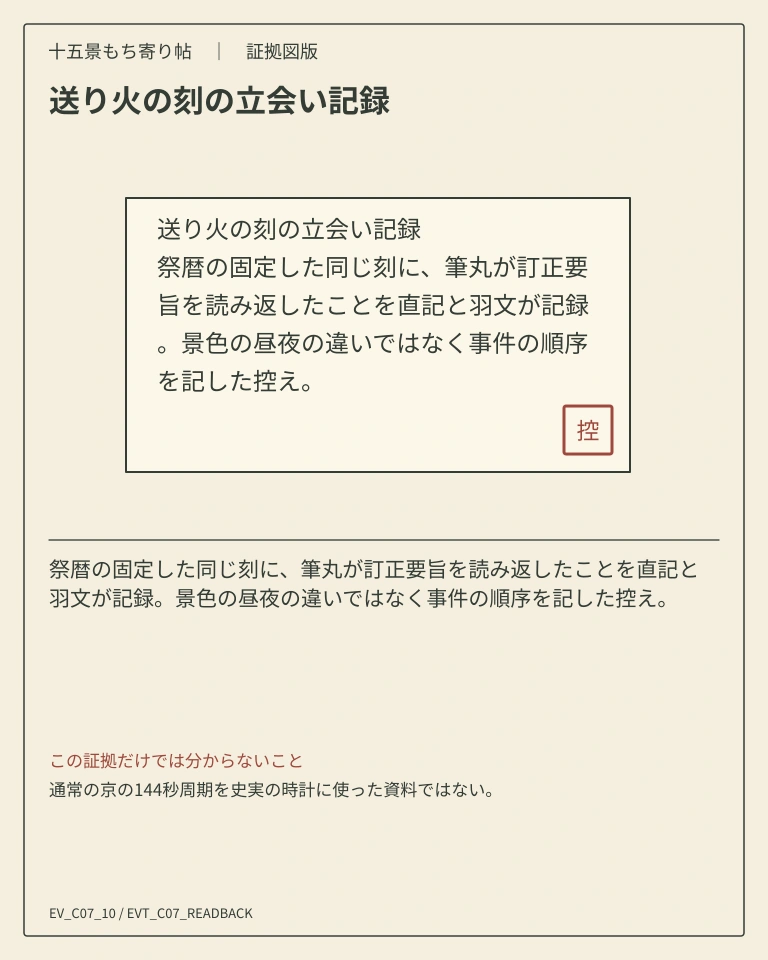 十五景もち寄り帖 ｜ 証拠図版
送り火の刻の立会い記録
送り火の刻の立会い記録
祭暦の固定した同じ刻に、筆丸が訂正要
旨を読み返したことを直記と羽文が記録
。景色の昼夜の違いではなく事件の順序
を記した控え。
控
祭暦の固定した同じ刻に、筆丸が訂正要旨を読み返したことを直記と
羽文が記録。景色の昼夜の違いではなく事件の順序を記した控え。
この証拠だけでは分からないこと
通常の京の144秒周期を史実の時計に使った資料ではない。
EV_C07_10 / EVT_C07_READBACK